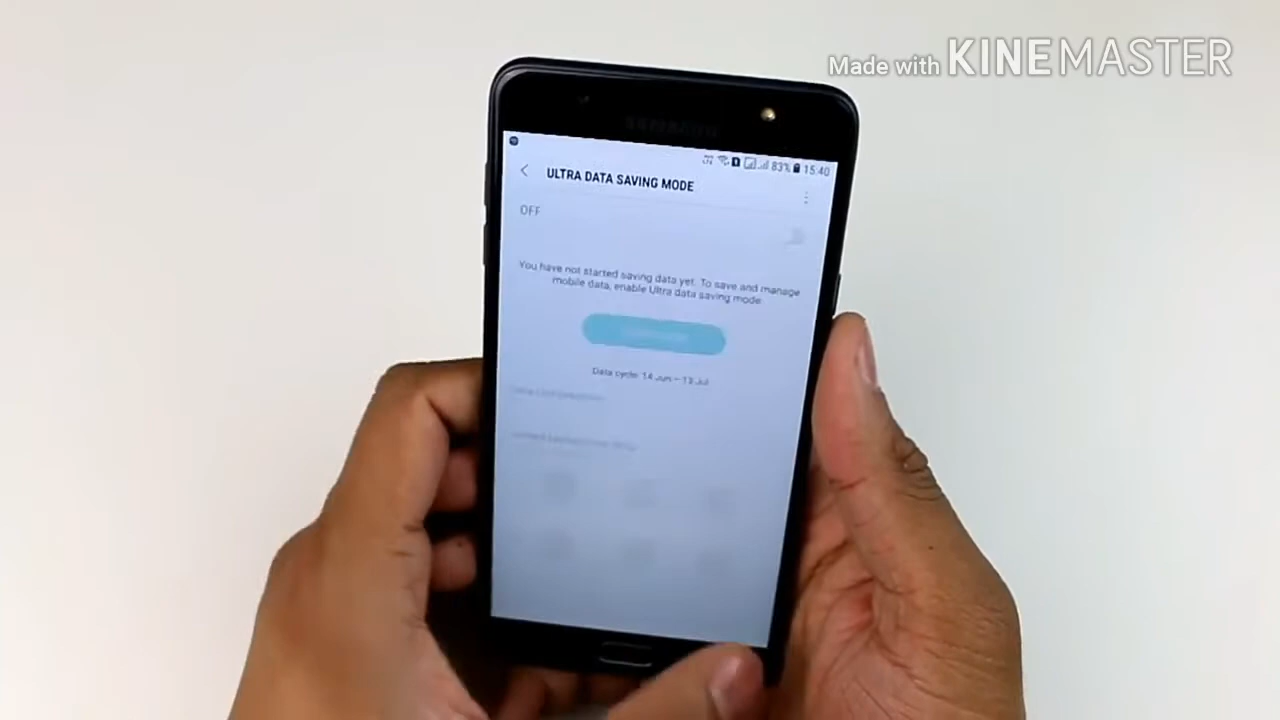 Made with KINEMASTER
SAMSUNG
83% 15:40
ULTRA DATA SAVING MODE
OFF
You have not started saving data yet. To save and manage
mobile data, enable Ultra data saving mode.
Data cycle: 14 Jun – 13 Jul